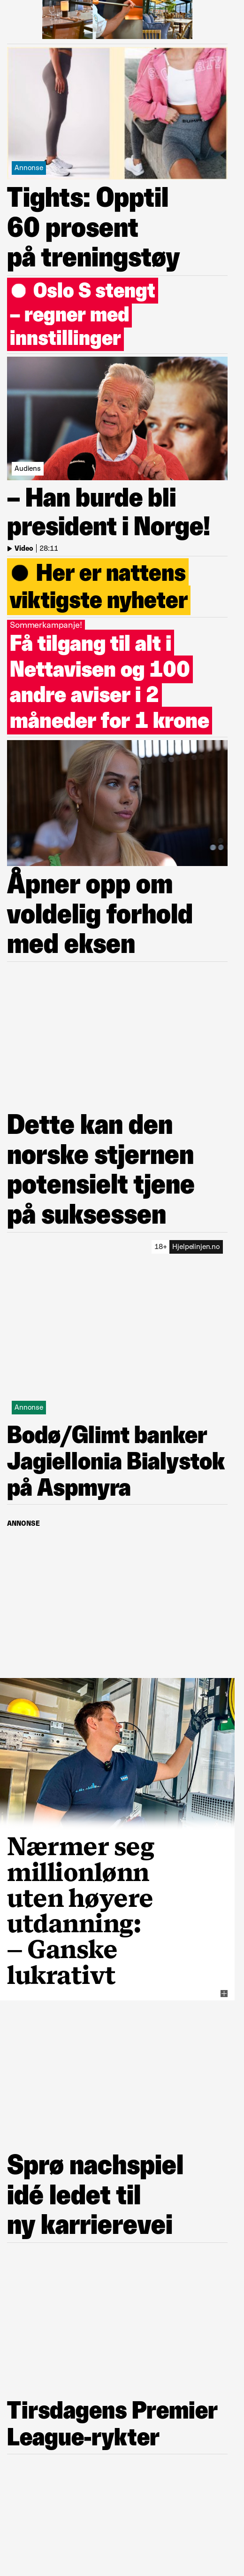 Annonse
Tights: Opptil
60 prosent
på treningstøy
Oslo S stengt
– regner med
innstillinger
Audiens
– Han burde bli
president i Norge!
Video | 28:11
Her er nattens
viktigste nyheter
Sommerkampanje!
Få tilgang til alt i
Nettavisen og 100
andre aviser i 2
måneder for 1 krone
Åpner opp om
voldelig forhold
med eksen
Dette kan den
norske stjernen
potensielt tjene
på suksessen
18+ Hjelpelinjen.no
Annonse
Bodø/Glimt banker
Jagiellonia Bialystok
på Aspmyra
ANNONSE
Nærmer seg
millionlønn
uten høyere
utdanning:
– Ganske
lukrativt
Sprø nachspiel
idé ledet til
ny karrierevei
Tirsdagens Premier
League-rykter